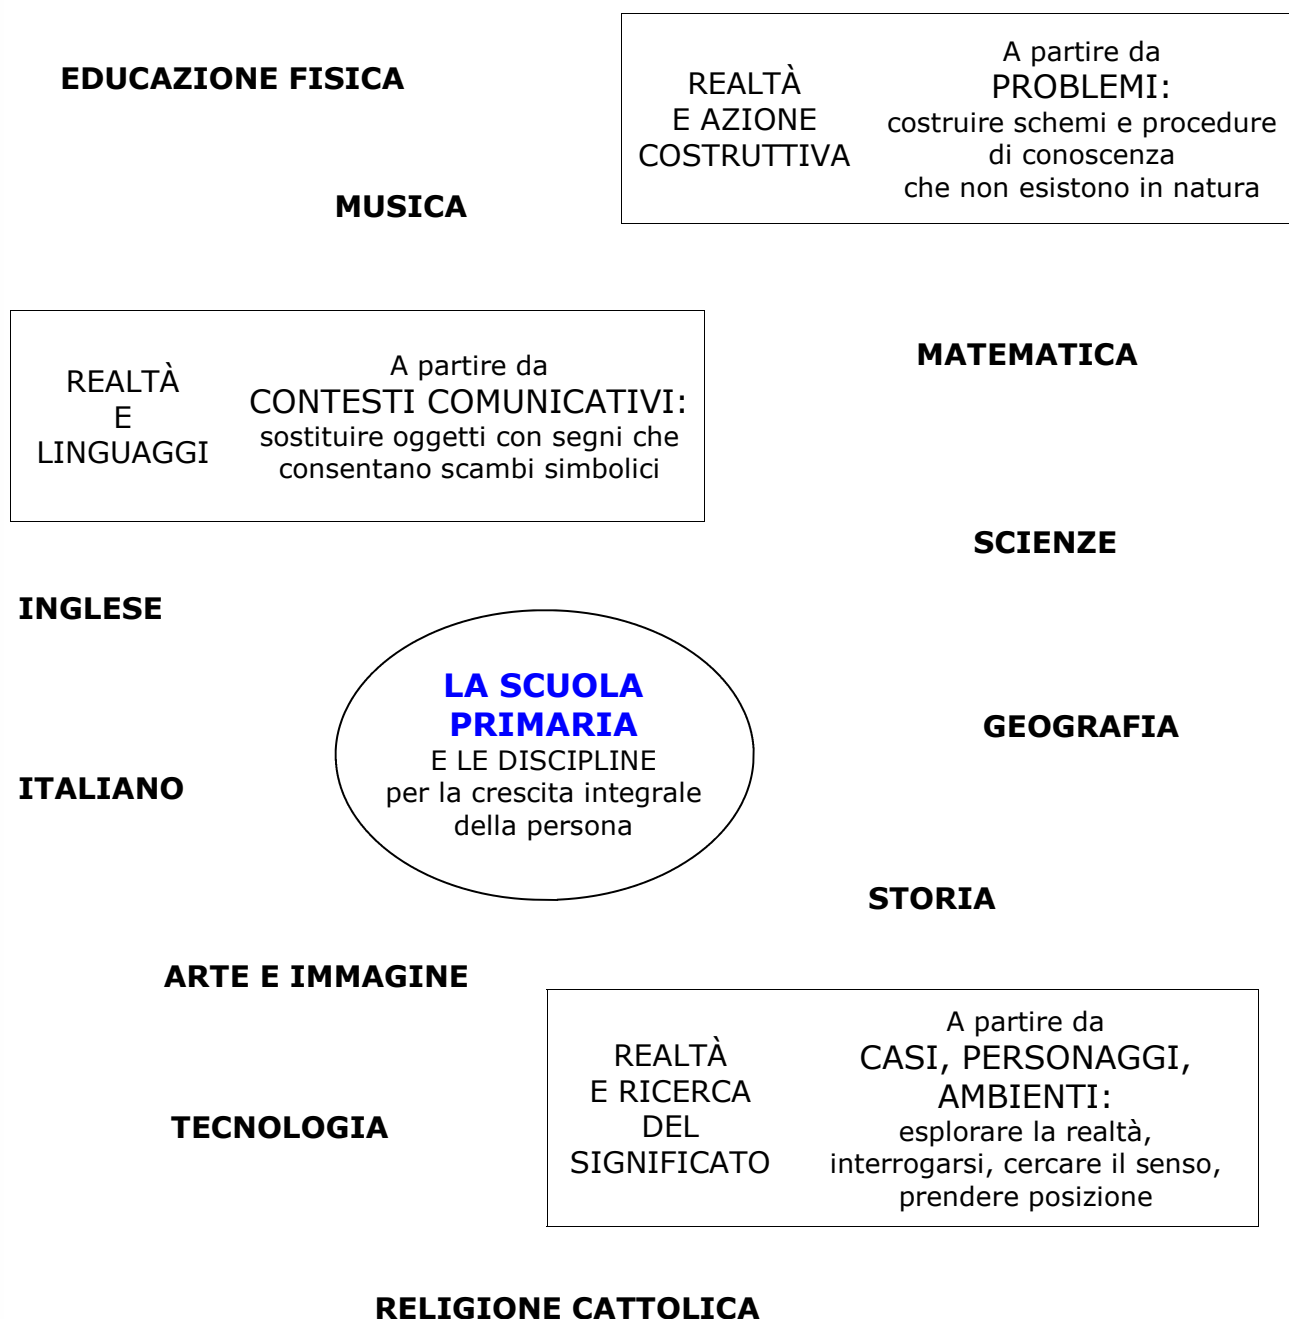 EDUCAZIONE FISICA
REALTÀ
E AZIONE
COSTRUTTIVA
A partire da
PROBLEMI:
costruire schemi e procedure
di conoscenza
che non esistono in natura
MUSICA
REALTÀ
E
LINGUAGGI
A partire da
CONTESTI COMUNICATIVI:
sostituire oggetti con segni che
consentano scambi simbolici
MATEMATICA
SCIENZE
INGLESE
LA SCUOLA
PRIMARIA
E LE DISCIPLINE
per la crescita integrale
della persona
GEOGRAFIA
ITALIANO
STORIA
ARTE E IMMAGINE
REALTÀ
E RICERCA
DEL
SIGNIFICATO
A partire da
CASI, PERSONAGGI,
AMBIENTI:
esplorare la realtà,
interrogarsi, cercare il senso,
prendere posizione
TECNOLOGIA
RELIGIONE CATTOLICA